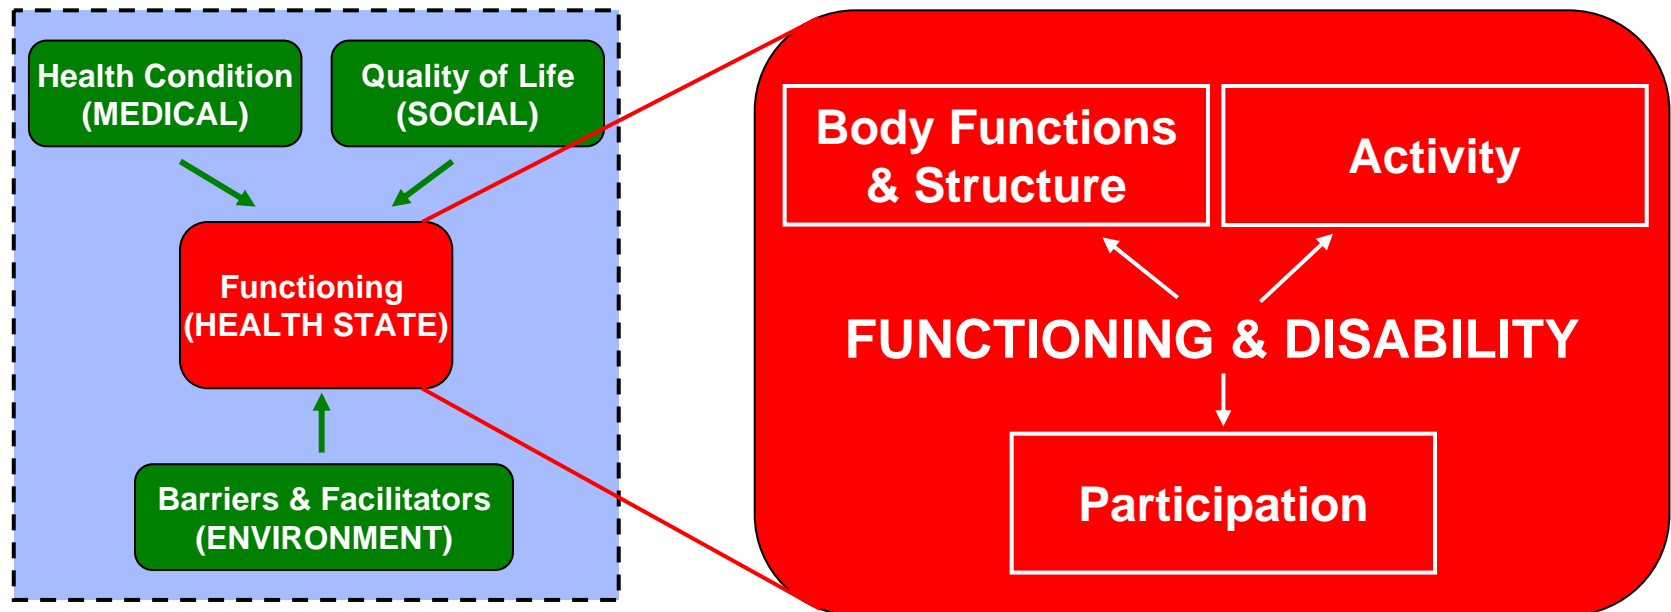 Health Condition
(MEDICAL)
Quality of Life
(SOCIAL)
Functioning
(HEALTH STATE)
Barriers & Facilitators
(ENVIRONMENT)
Body Functions
& Structure
Activity
FUNCTIONING & DISABILITY
Participation